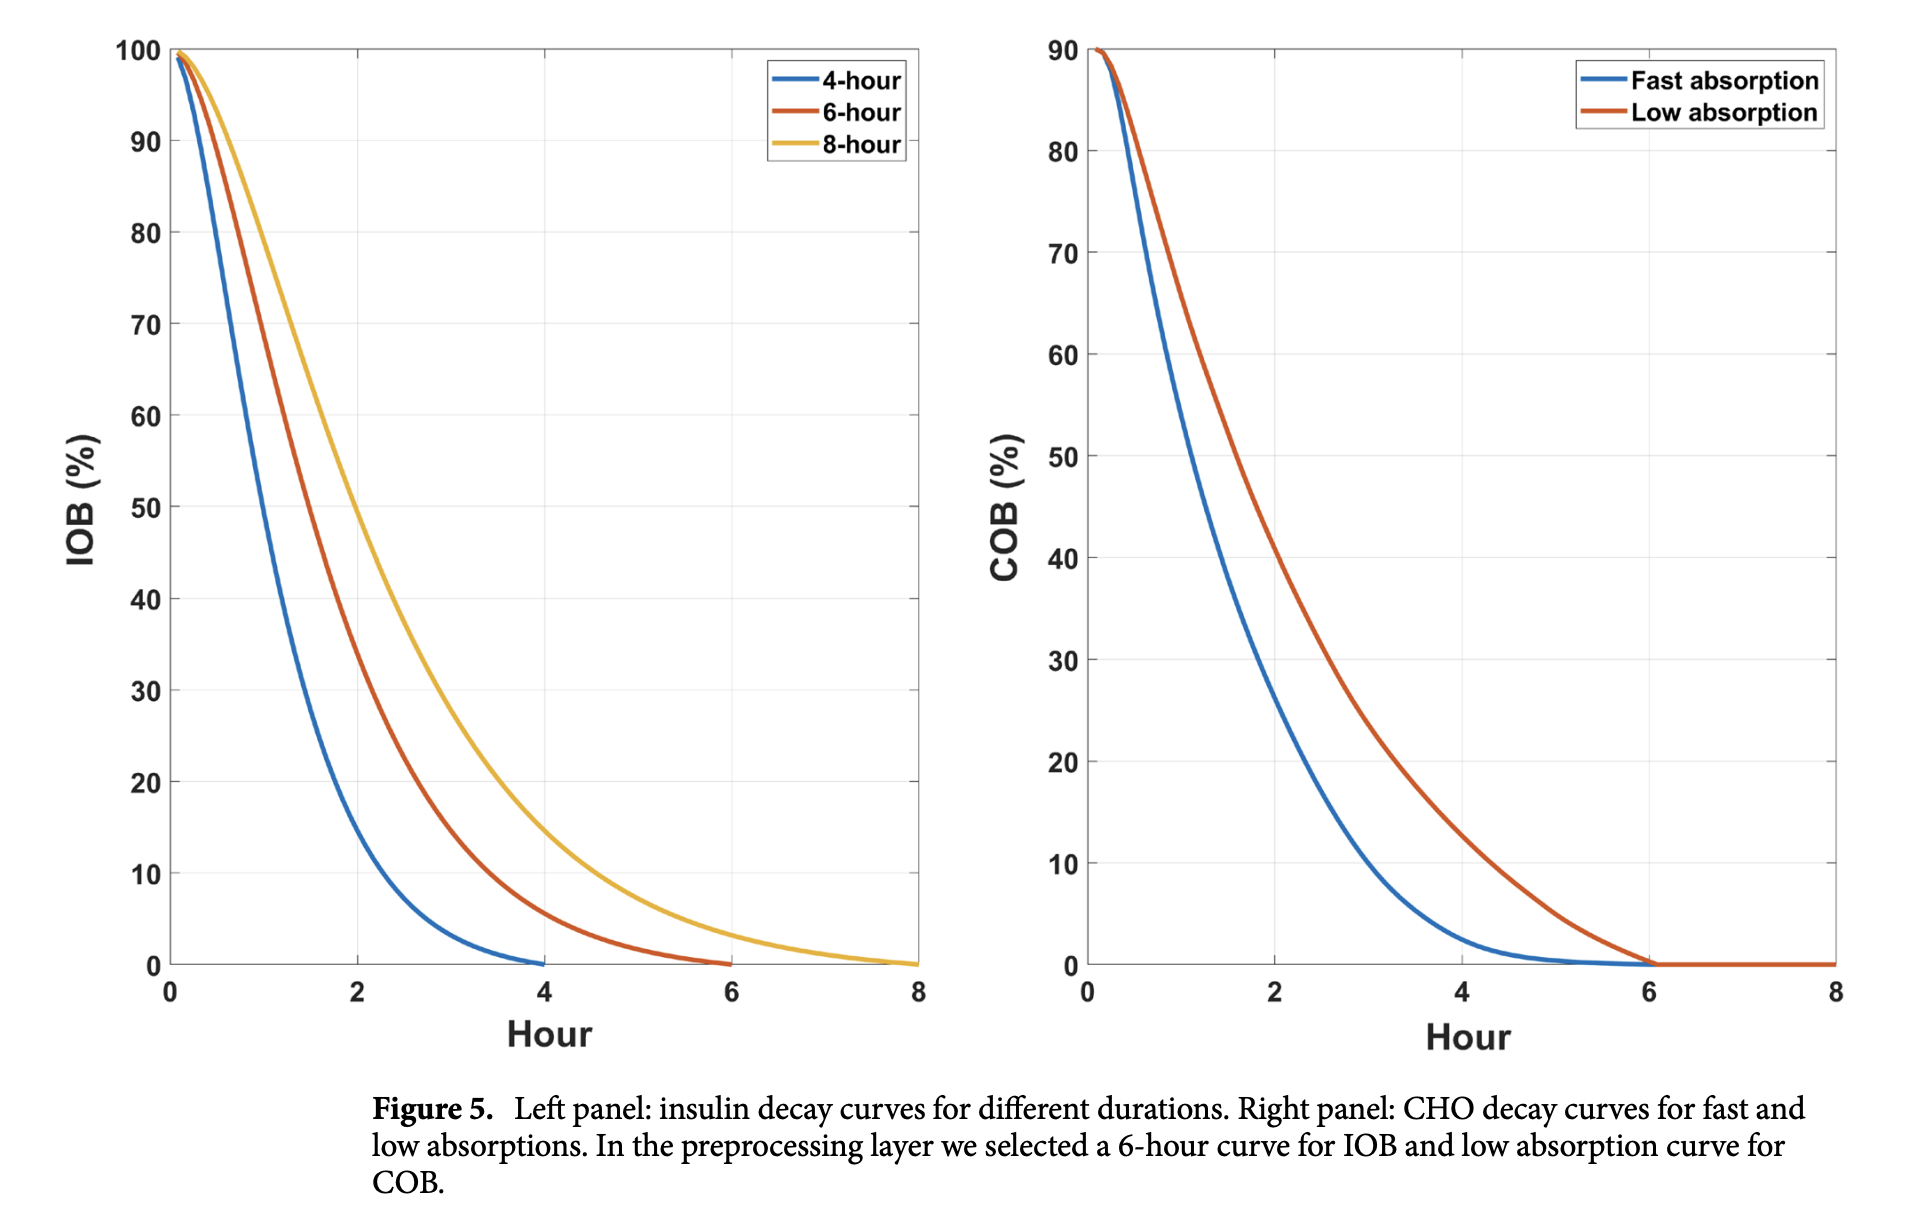 100
90
80
70
60
50
40
30
20
10
0
IOB (%)
4-hour
6-hour
8-hour
0 2 4 6 8
Hour
90
80
70
60
50
40
30
20
10
0
COB (%)
Fast absorption
Low absorption
0 2 4 6 8
Hour
Figure 5. Left panel: insulin decay curves for different durations. Right panel: CHO decay curves for fast and
low absorptions. In the preprocessing layer we selected a 6-hour curve for IOB and low absorption curve for
COB.